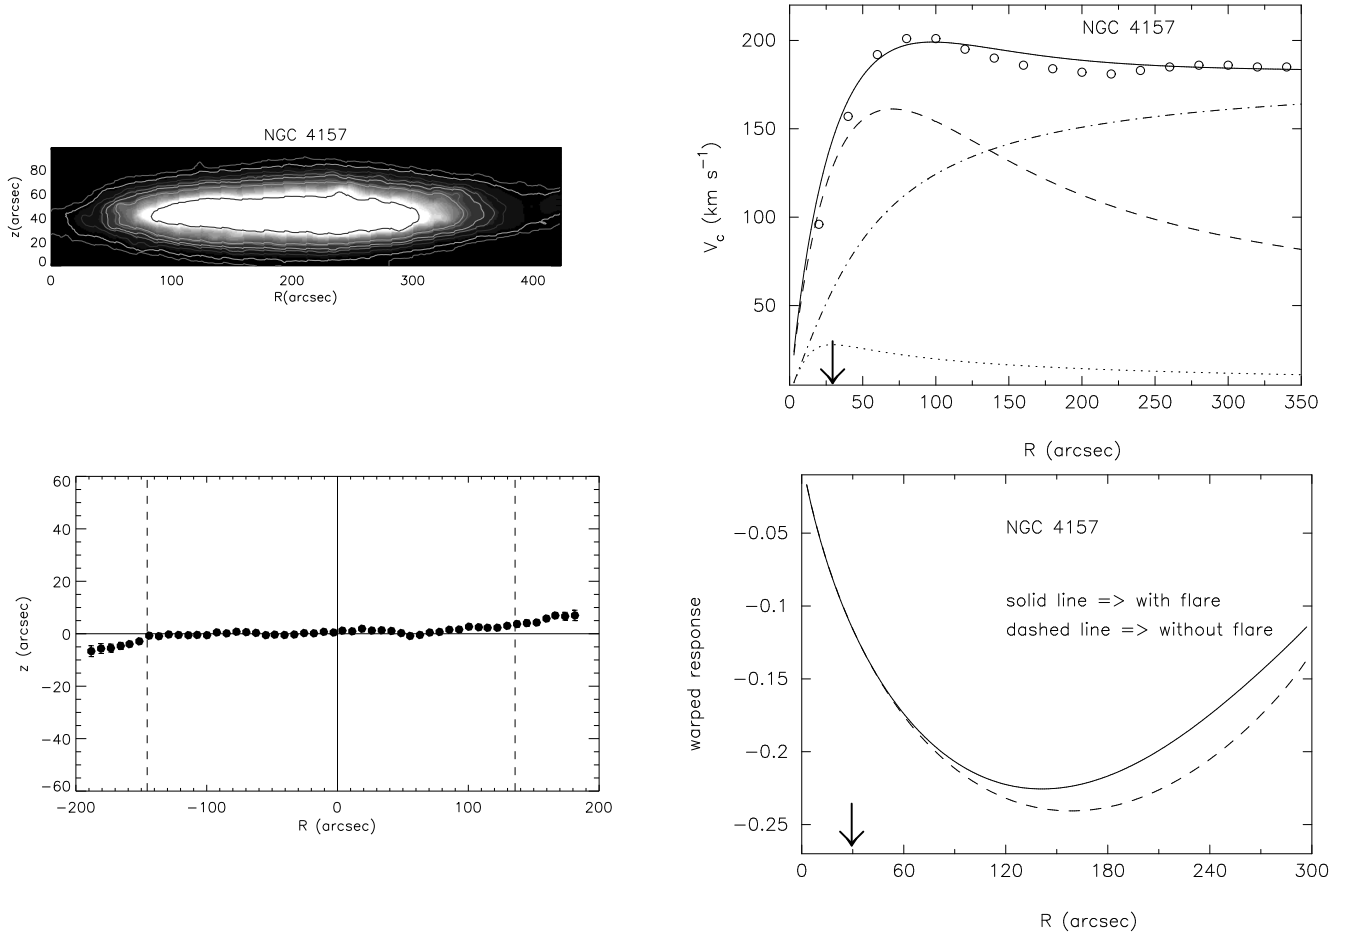 NGC 4157
z(arcsec)
80
60
40
20
0
0 100 200 300 400
R(arcsec)
NGC 4157
V_c (km s^−1)
200
150
100
50
0 50 100 150 200 250 300 350
R (arcsec)
z (arcsec)
60
40
20
0
−20
−40
−60
−200 −100 0 100 200
R (arcsec)
NGC 4157
solid line => with flare
dashed line => without flare
warped response
−0.05
−0.1
−0.15
−0.2
−0.25
0 60 120 180 240 300
R (arcsec)